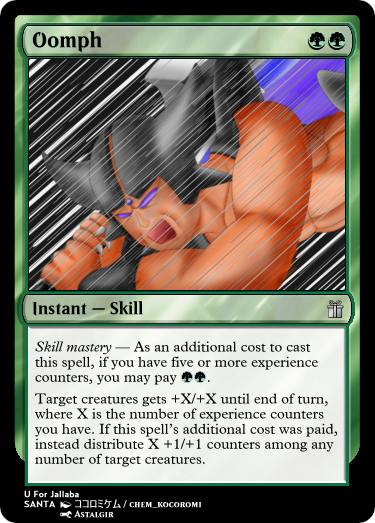 Oomph
Instant — Skill
Skill mastery — As an additional cost to cast
this spell, if you have five or more experience
counters, you may pay .
Target creatures gets +X/+X until end of turn,
where X is the number of experience counters
you have. If this spell's additional cost was paid,
instead distribute X +1/+1 counters among any
number of target creatures.
U For Jallaba
SANTA ココロミケム / CHEM_KOCOROMI
ASTALGIR